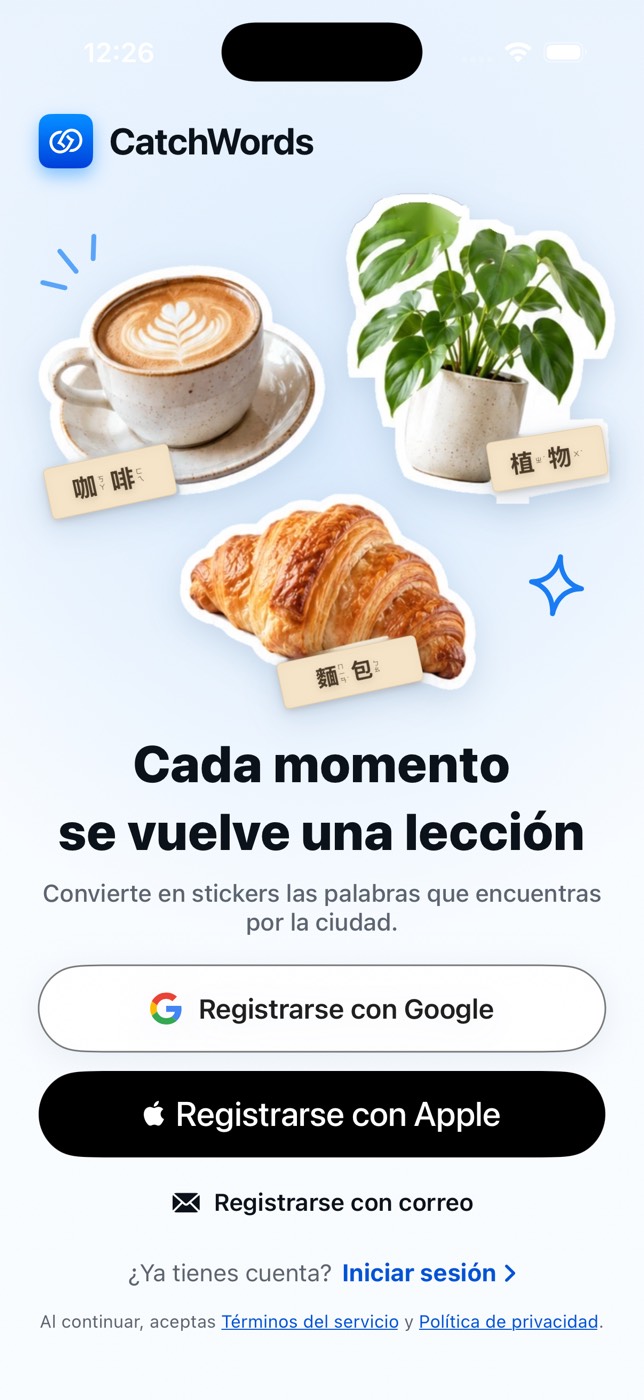 12:26
CatchWords
咖啡
植物
麵包
Cada momento
se vuelve una lección
Convierte en stickers las palabras que encuentras
por la ciudad.
Registrarse con Google
Registrarse con Apple
Registrarse con correo
¿Ya tienes cuenta? Iniciar sesión
Al continuar, aceptas Términos del servicio y Política de privacidad.